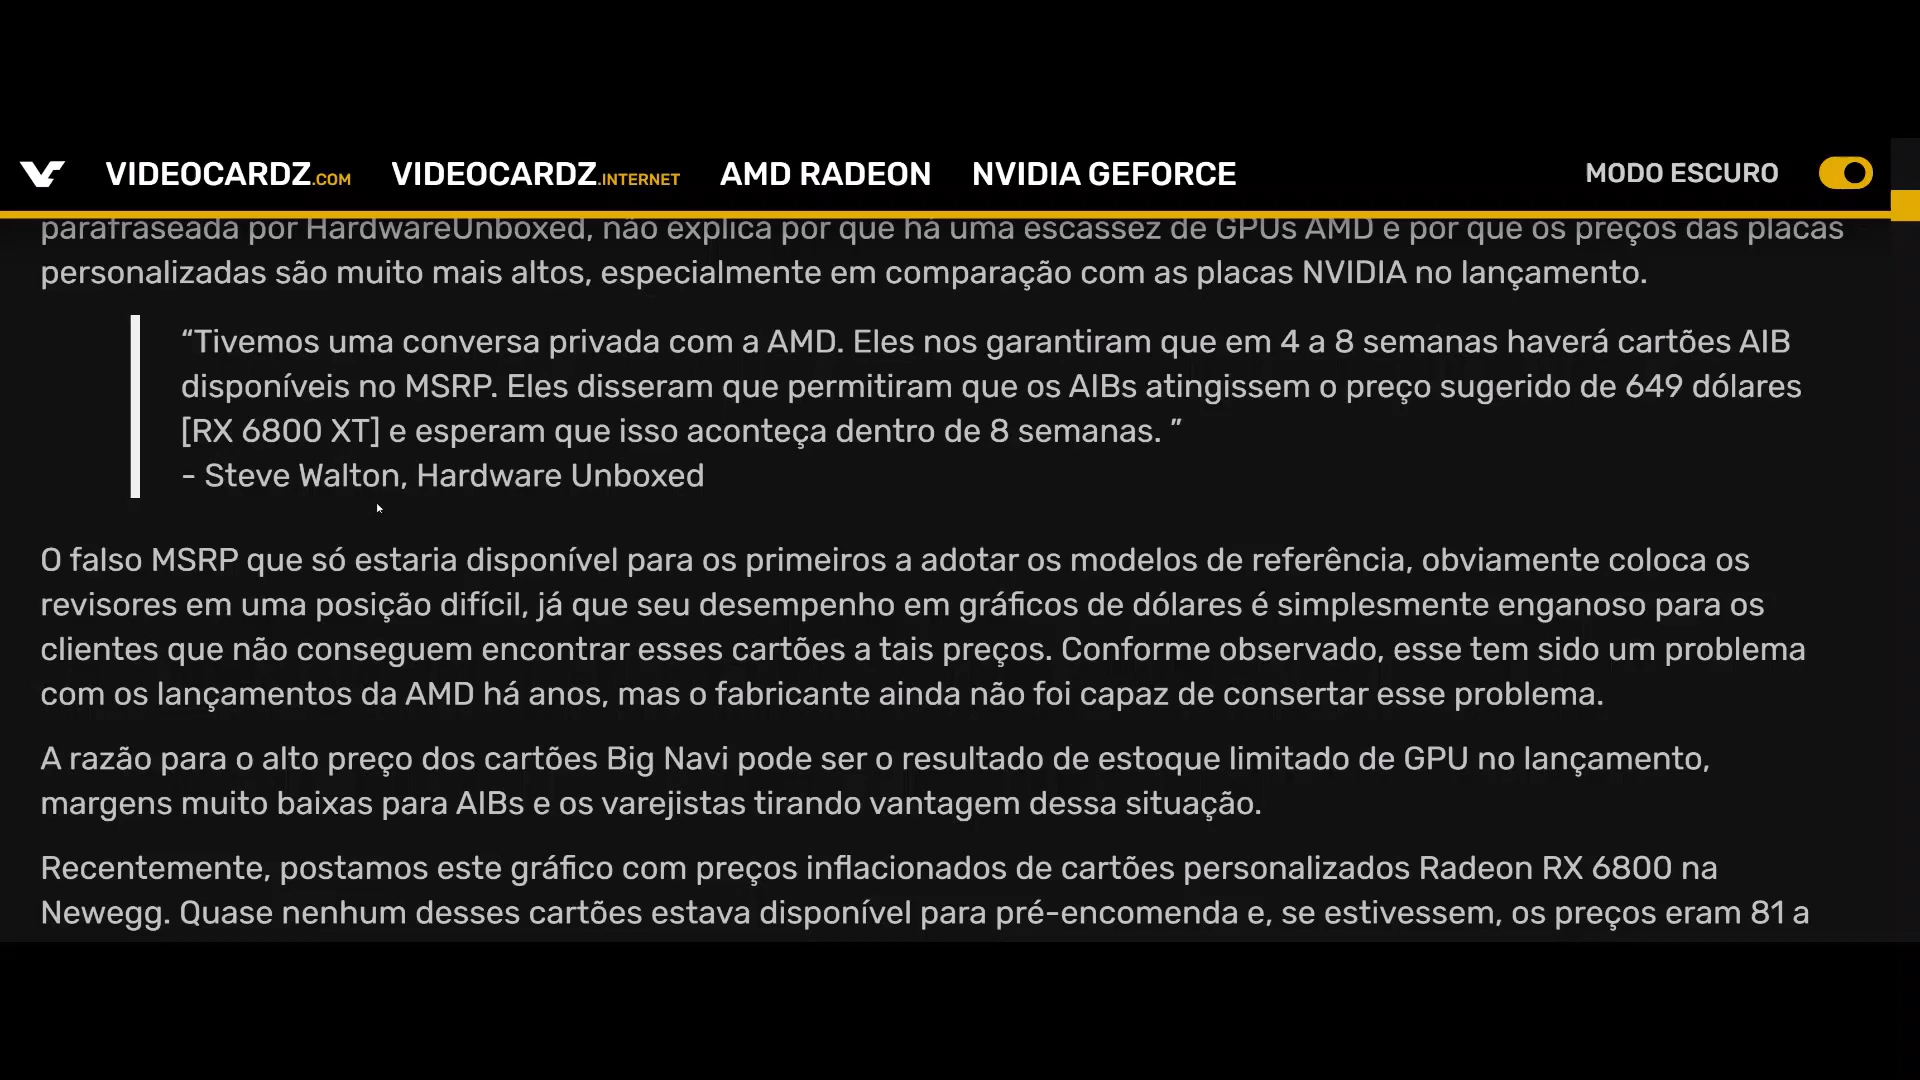 VIDEOCARDZ.COM VIDEOCARDZ.INTERNET AMD RADEON NVIDIA GEFORCE MODO ESCURO
parafraseada por HardwareUnboxed, não explica por que há uma escassez de GPUs AMD e por que os preços das placas
personalizadas são muito mais altos, especialmente em comparação com as placas NVIDIA no lançamento.
“Tivemos uma conversa privada com a AMD. Eles nos garantiram que em 4 a 8 semanas haverá cartões AIB
disponíveis no MSRP. Eles disseram que permitiram que os AIBs atingissem o preço sugerido de 649 dólares
[RX 6800 XT] e esperam que isso aconteça dentro de 8 semanas. ”
- Steve Walton, Hardware Unboxed
O falso MSRP que só estaria disponível para os primeiros a adotar os modelos de referência, obviamente coloca os
revisores em uma posição difícil, já que seu desempenho em gráficos de dólares é simplesmente enganoso para os
clientes que não conseguem encontrar esses cartões a tais preços. Conforme observado, esse tem sido um problema
com os lançamentos da AMD há anos, mas o fabricante ainda não foi capaz de consertar esse problema.
A razão para o alto preço dos cartões Big Navi pode ser o resultado de estoque limitado de GPU no lançamento,
margens muito baixas para AIBs e os varejistas tirando vantagem dessa situação.
Recentemente, postamos este gráfico com preços inflacionados de cartões personalizados Radeon RX 6800 na
Newegg. Quase nenhum desses cartões estava disponível para pré-encomenda e, se estivessem, os preços eram 81 a